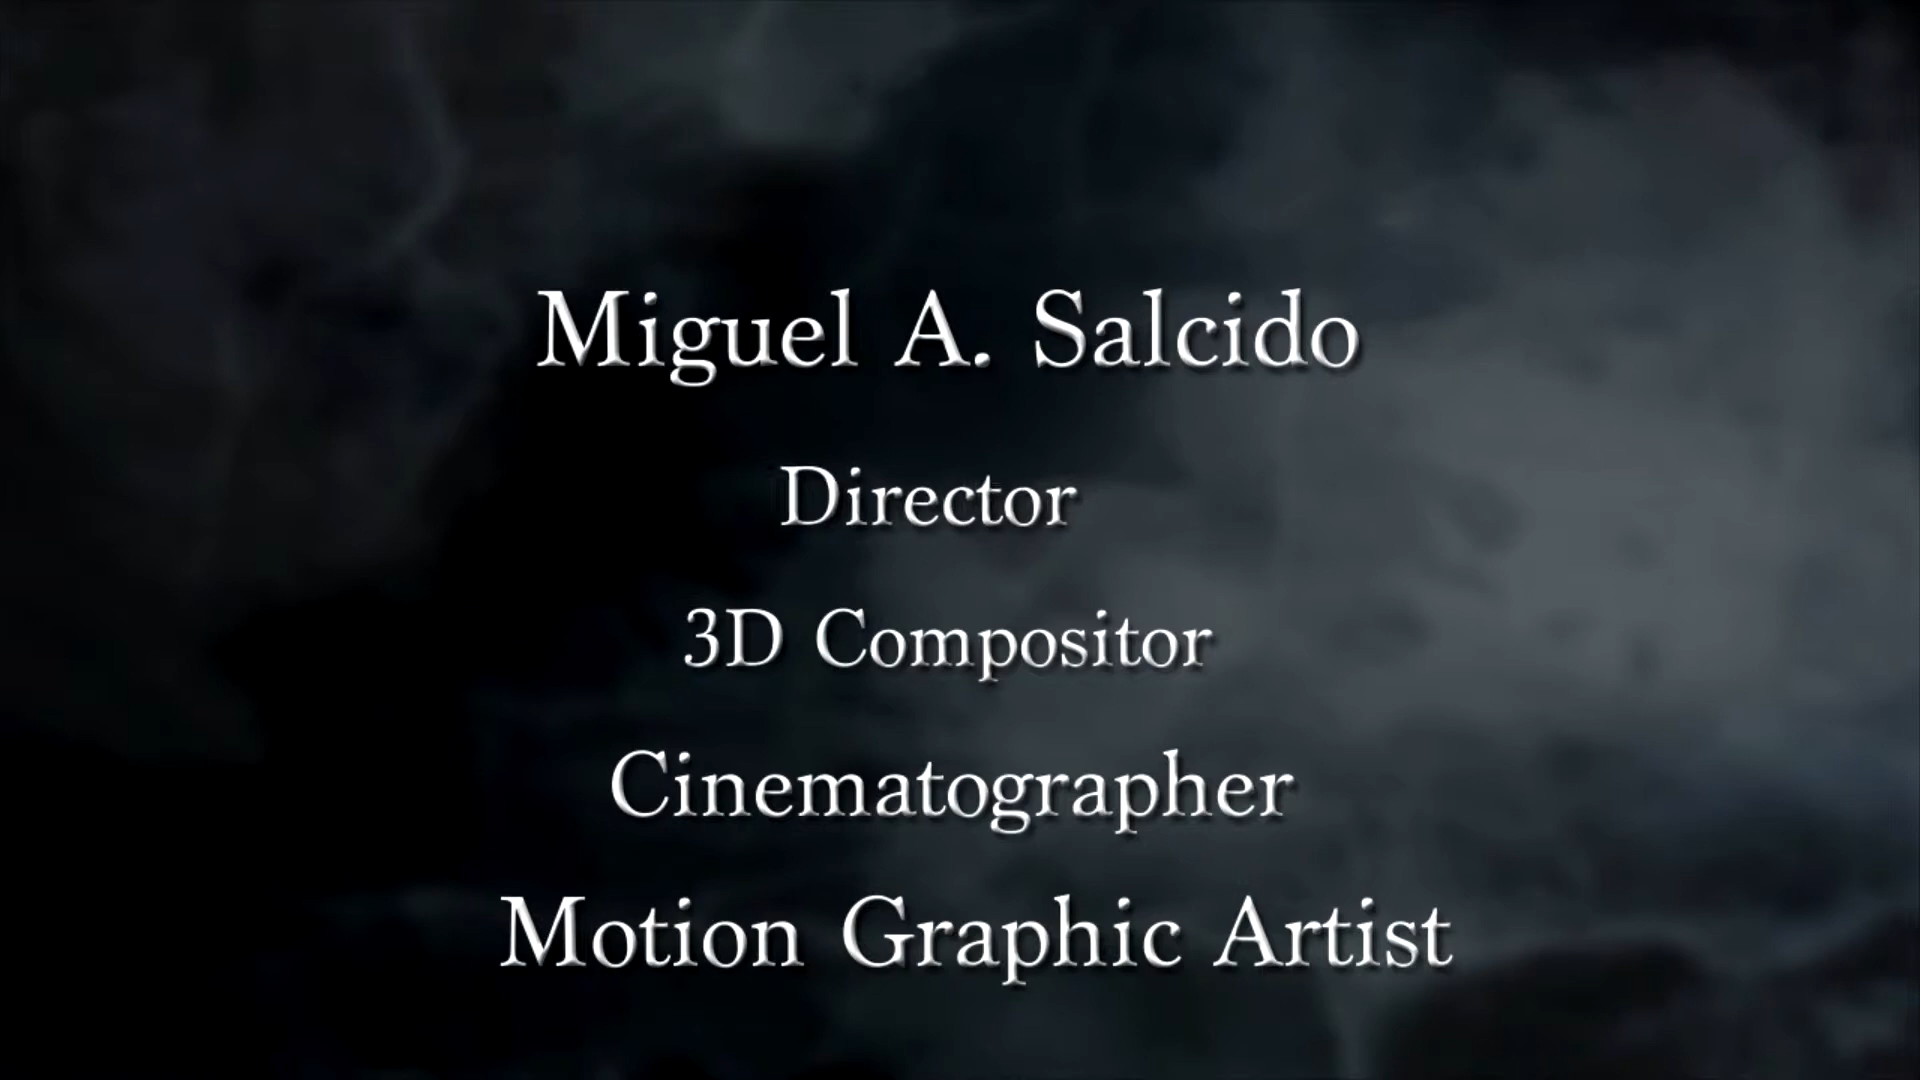 Miguel A. Salcido
Director
3D Compositor
Cinematographer
Motion Graphic Artist